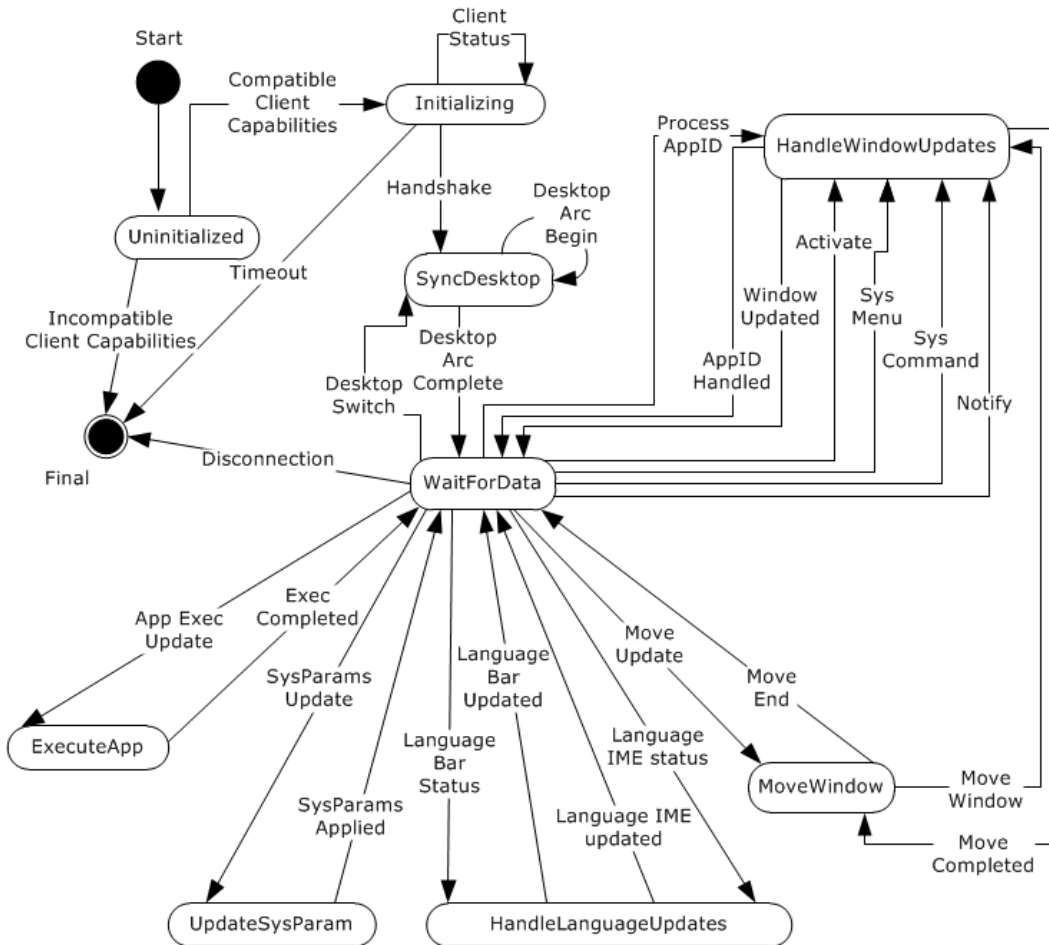 Start
Client
Status
Compatible
Client
Capabilities
Initializing
Process
AppID
HandleWindowUpdates
Handshake
Desktop
Arc
Begin
Uninitialized
Activate
Timeout
SyncDesktop
Window
Updated
Sys
Menu
Incompatible
Client Capabilities
Desktop
Arc
Complete
Sys
Command
AppID
Handled
Desktop
Switch
Notify
Disconnection
Final
WaitForData
App Exec
Update
Exec
Completed
SysParams
Update
Language
Bar
Updated
Move
Update
Move
End
ExecuteApp
Language
Bar
Status
Language
IME status
MoveWindow
Move
Window
SysParams
Applied
Language IME
updated
Move
Completed
UpdateSysParam
HandleLanguageUpdates